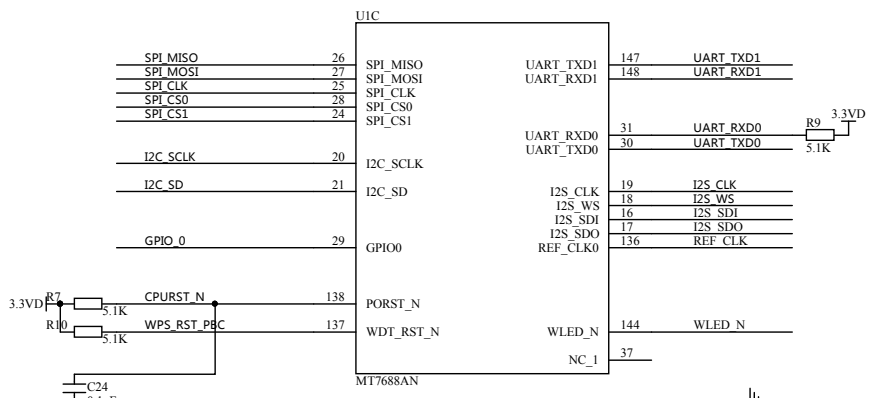 U1C
SPI_MISO 26 SPI_MISO UART_TXD1 147 UART_TXD1
SPI_MOSI 27 SPI_MOSI UART_RXD1 148 UART_RXD1
SPI_CLK 25 SPI_CLK
SPI_CS0 28 SPI_CS0
SPI_CS1 24 SPI_CS1
R9 3.3VD
UART_RXD0 31 UART_RXD0
UART_TXD0 30 UART_TXD0 5.1K
I2C_SCLK 20 I2C_SCLK
I2C_SD 21 I2C_SD I2S_CLK 19 I2S_CLK
I2S_WS 18 I2S_WS
I2S_SDI 16 I2S_SDI
I2S_SDO 17 I2S_SDO
GPIO_0 29 GPIO0 REF_CLK0 136 REF_CLK
3.3VD R7 CPURST_N 138 PORST_N
5.1K
R10 WPS_RST_PBC 137 WDT_RST_N WLED_N 144 WLED_N
5.1K
NC_1 37
MT7688AN
C24